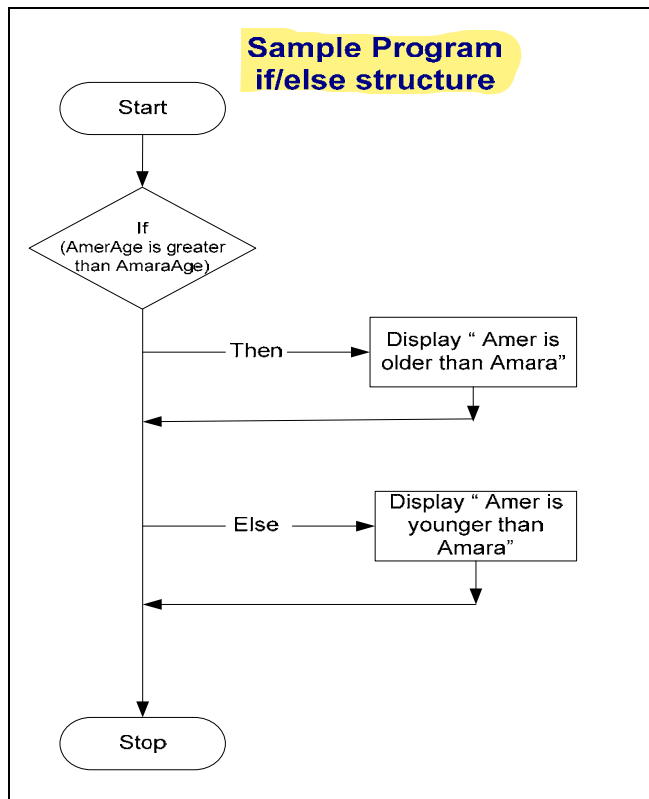 Sample Program
if/else structure
Start
If
(AmerAge is greater
than AmaraAge)
Then
Display “ Amer is
older than Amara”
Else
Display “ Amer is
younger than
Amara”
Stop